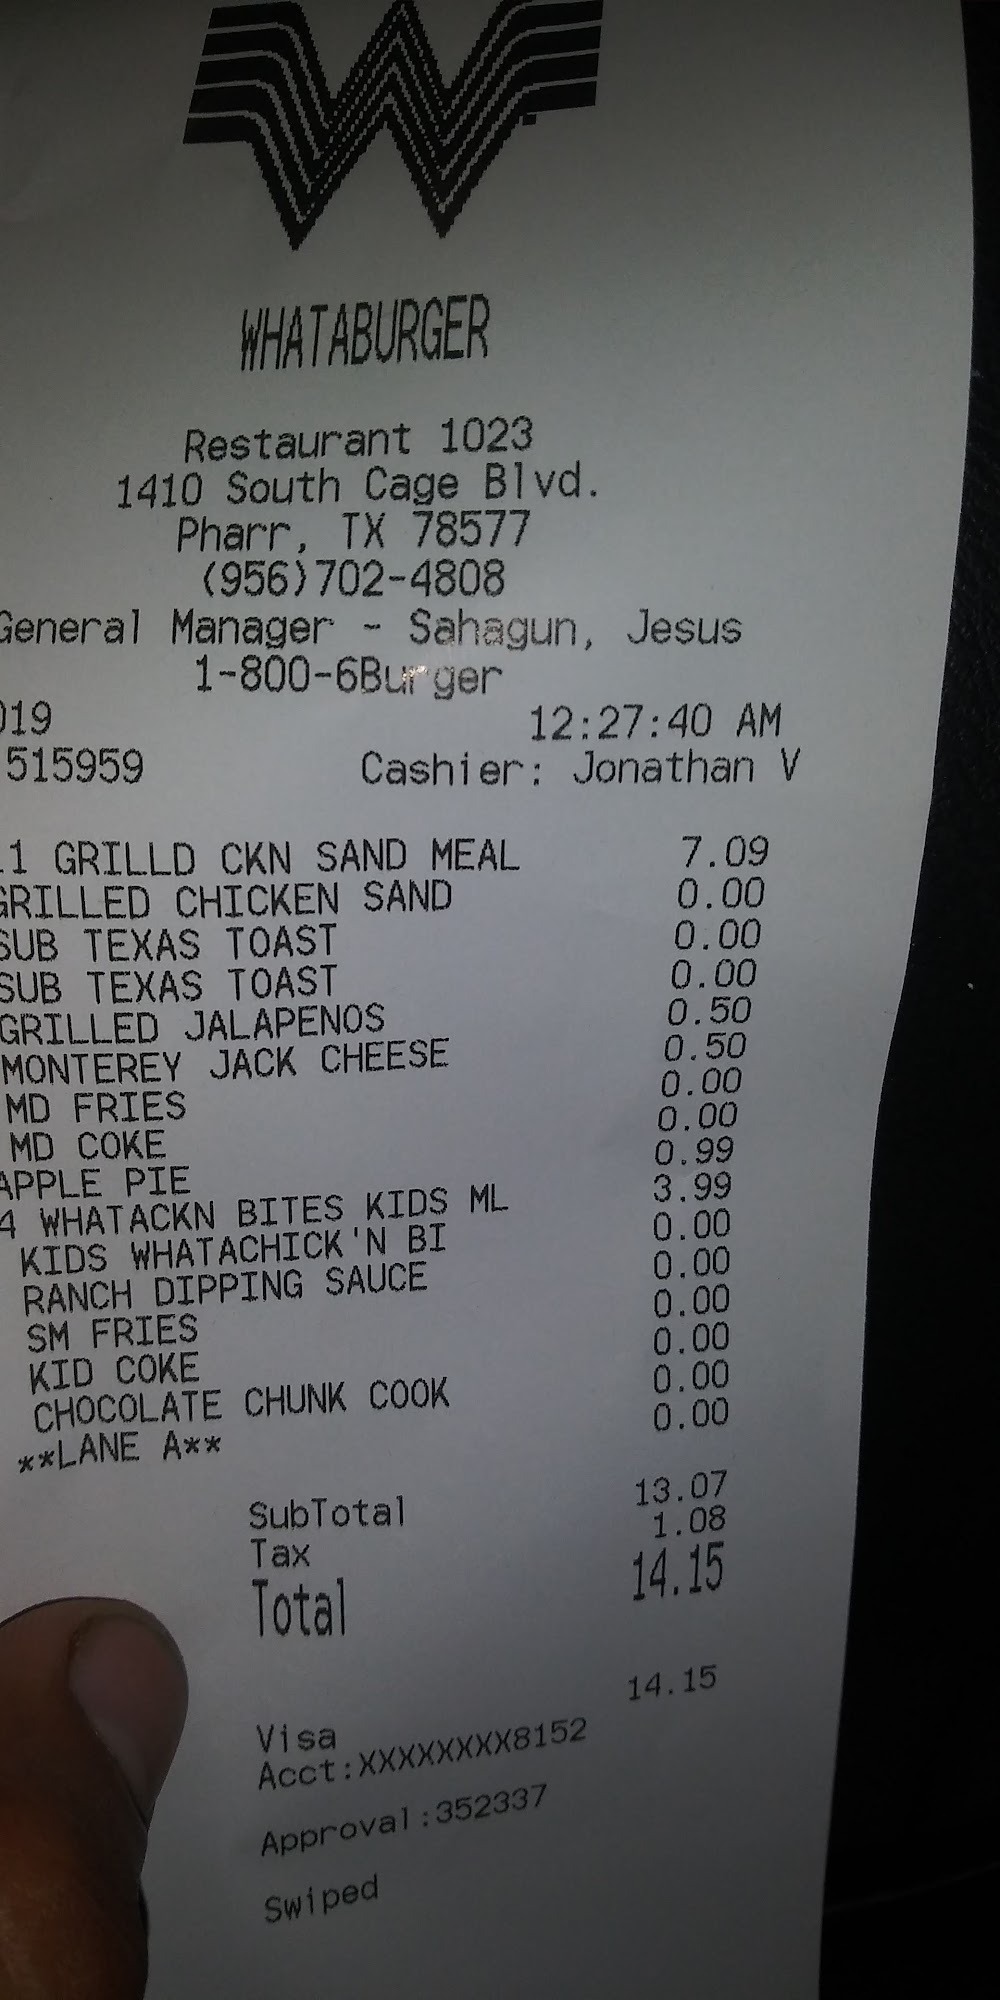 WHATABURGER
Restaurant 1023
1410 South Cage Blvd.
Pharr, TX 78577
(956)702-4808
General Manager - Sahagun, Jesus
1-800-6Burger
019 12:27:40 AM
515959 Cashier: Jonathan V
1 GRILLD CKN SAND MEAL 7.09
GRILLED CHICKEN SAND 0.00
SUB TEXAS TOAST 0.00
SUB TEXAS TOAST 0.00
GRILLED JALAPENOS 0.50
MONTEREY JACK CHEESE 0.50
MD FRIES 0.00
MD COKE 0.00
APPLE PIE 0.99
4 WHATACKN BITES KIDS ML 3.99
KIDS WHATACHICK'N BI 0.00
RANCH DIPPING SAUCE 0.00
SM FRIES 0.00
KID COKE 0.00
CHOCOLATE CHUNK COOK 0.00
**LANE A** 0.00
SubTotal 13.07
Tax 1.08
Total 14.15
14.15
Visa
Acct:XXXXXXXX8152
Approval:352337
Swiped